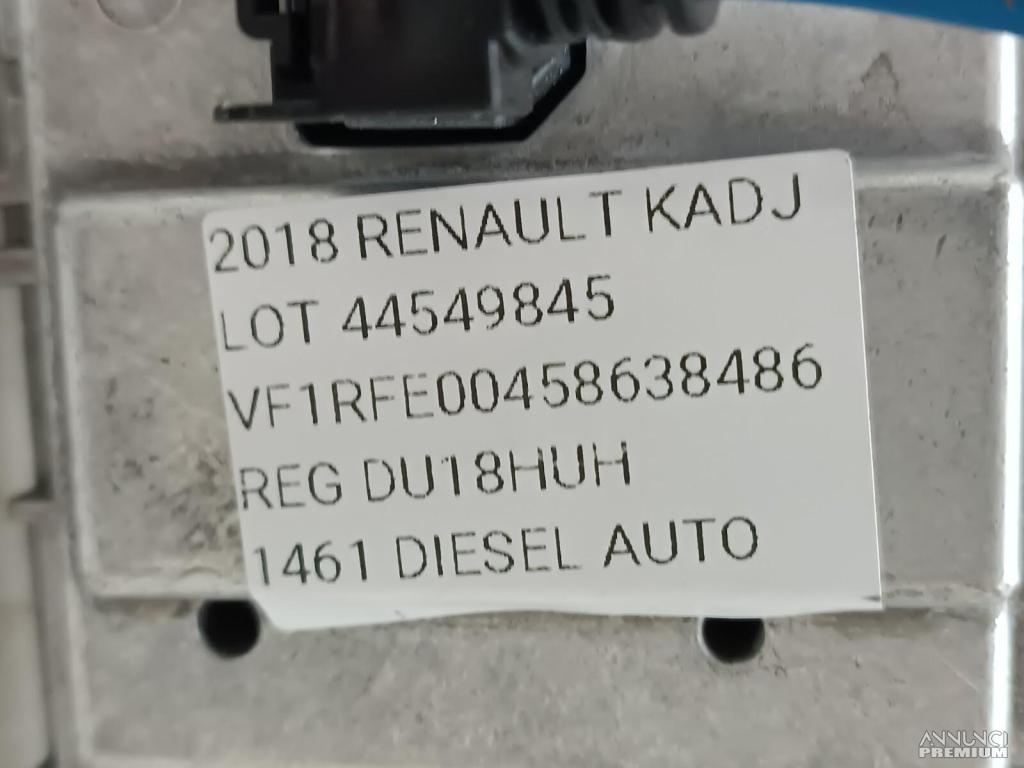 2018 RENAULT KADJ
LOT 44549845
VF1RFE00458638486
REG DU18HUH
1461 DIESEL AUTO
ANNUNCI
PREMIUM